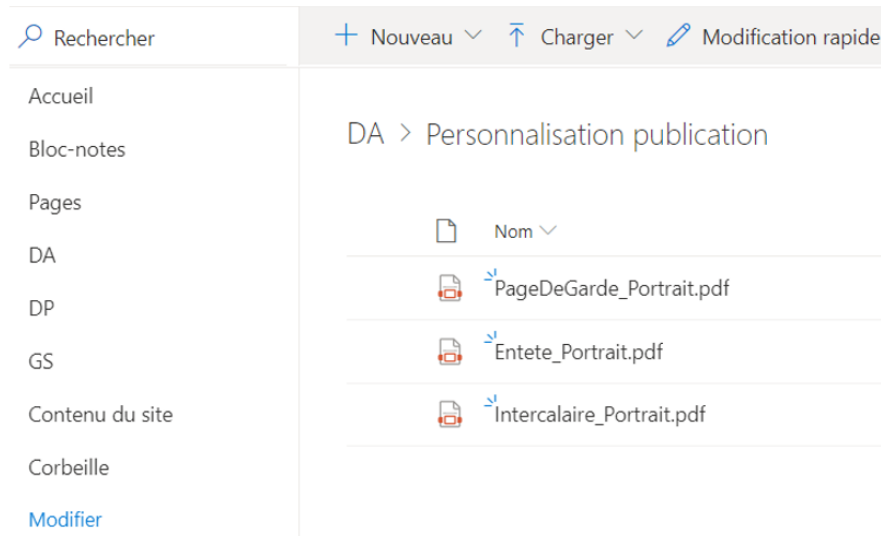 Rechercher
Nouveau Charger Modification rapide
Accueil
Bloc-notes
Pages
DA
DP
GS
Contenu du site
Corbeille
Modifier
DA > Personnalisation publication
Nom
PageDeGarde_Portrait.pdf
Entete_Portrait.pdf
Intercalaire_Portrait.pdf